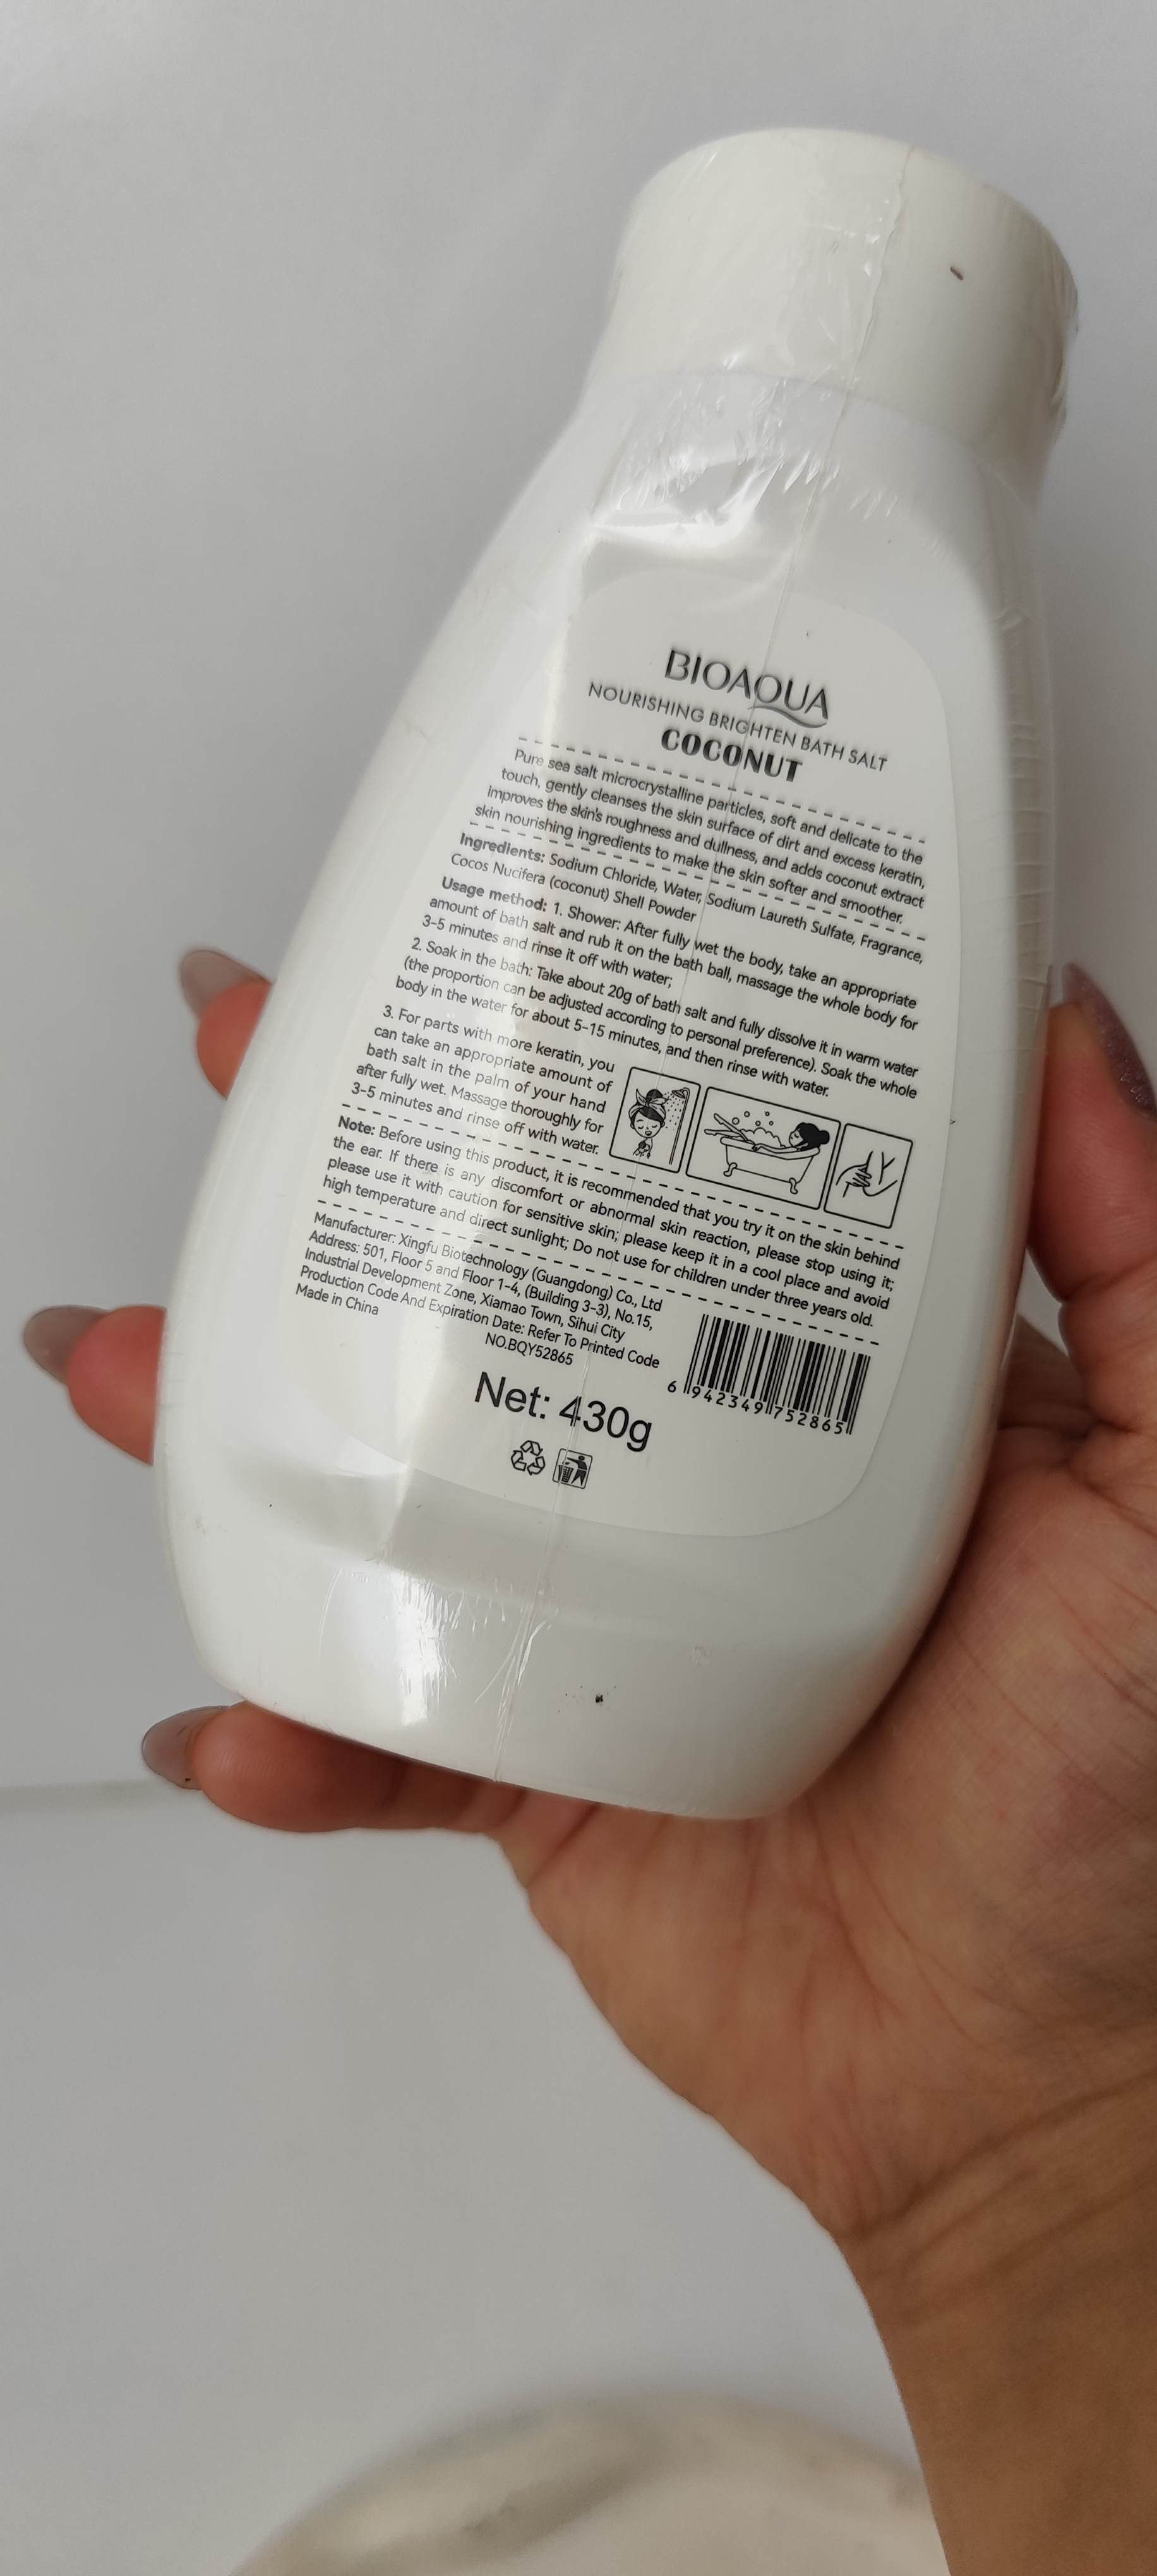 BIOAQUA
NOURISHING BRIGHTEN BATH SALT
COCONUT
Pure sea salt microcrystalline particles, soft and delicate to the
touch, gently cleanses the skin surface of dirt and excess keratin,
improves the skin's roughness and dullness, and adds coconut extract
skin nourishing ingredients to make the skin softer and smoother.
Ingredients: Sodium Chloride, Water, Sodium Laureth Sulfate, Fragrance,
Cocos Nucifera (coconut) Shell Powder
Usage method: 1. Shower: After fully wet the body, take an appropriate
amount of bath salt and rub it on the bath ball, massage the whole body for
3-5 minutes and rinse it off with water;
2. Soak in the bath: Take about 20g of bath salt and fully dissolve it in warm water
(the proportion can be adjusted according to personal preference). Soak the whole
body in the water for about 5-15 minutes, and then rinse with water.
3. For parts with more keratin, you
can take an appropriate amount of
bath salt in the palm of your hand
after fully wet. Massage thoroughly for
3-5 minutes and rinse off with water.
Note: Before using this product, it is recommended that you try it on the skin behind
the ear. If there is any discomfort or abnormal skin reaction, please stop using it;
please use it with caution for sensitive skin; please keep it in a cool place and avoid
high temperature and direct sunlight; Do not use for children under three years old.
Manufacturer: Xingfu Biotechnology (Guangdong) Co., Ltd
Address: 501, Floor 5 and Floor 1-4, (Building 3-3), No.15,
Industrial Development Zone, Xiamao Town, Sihui City
Production Code And Expiration Date: Refer To Printed Code
Made in China
NO.BQY52865
6 942349 752865
Net: 430g